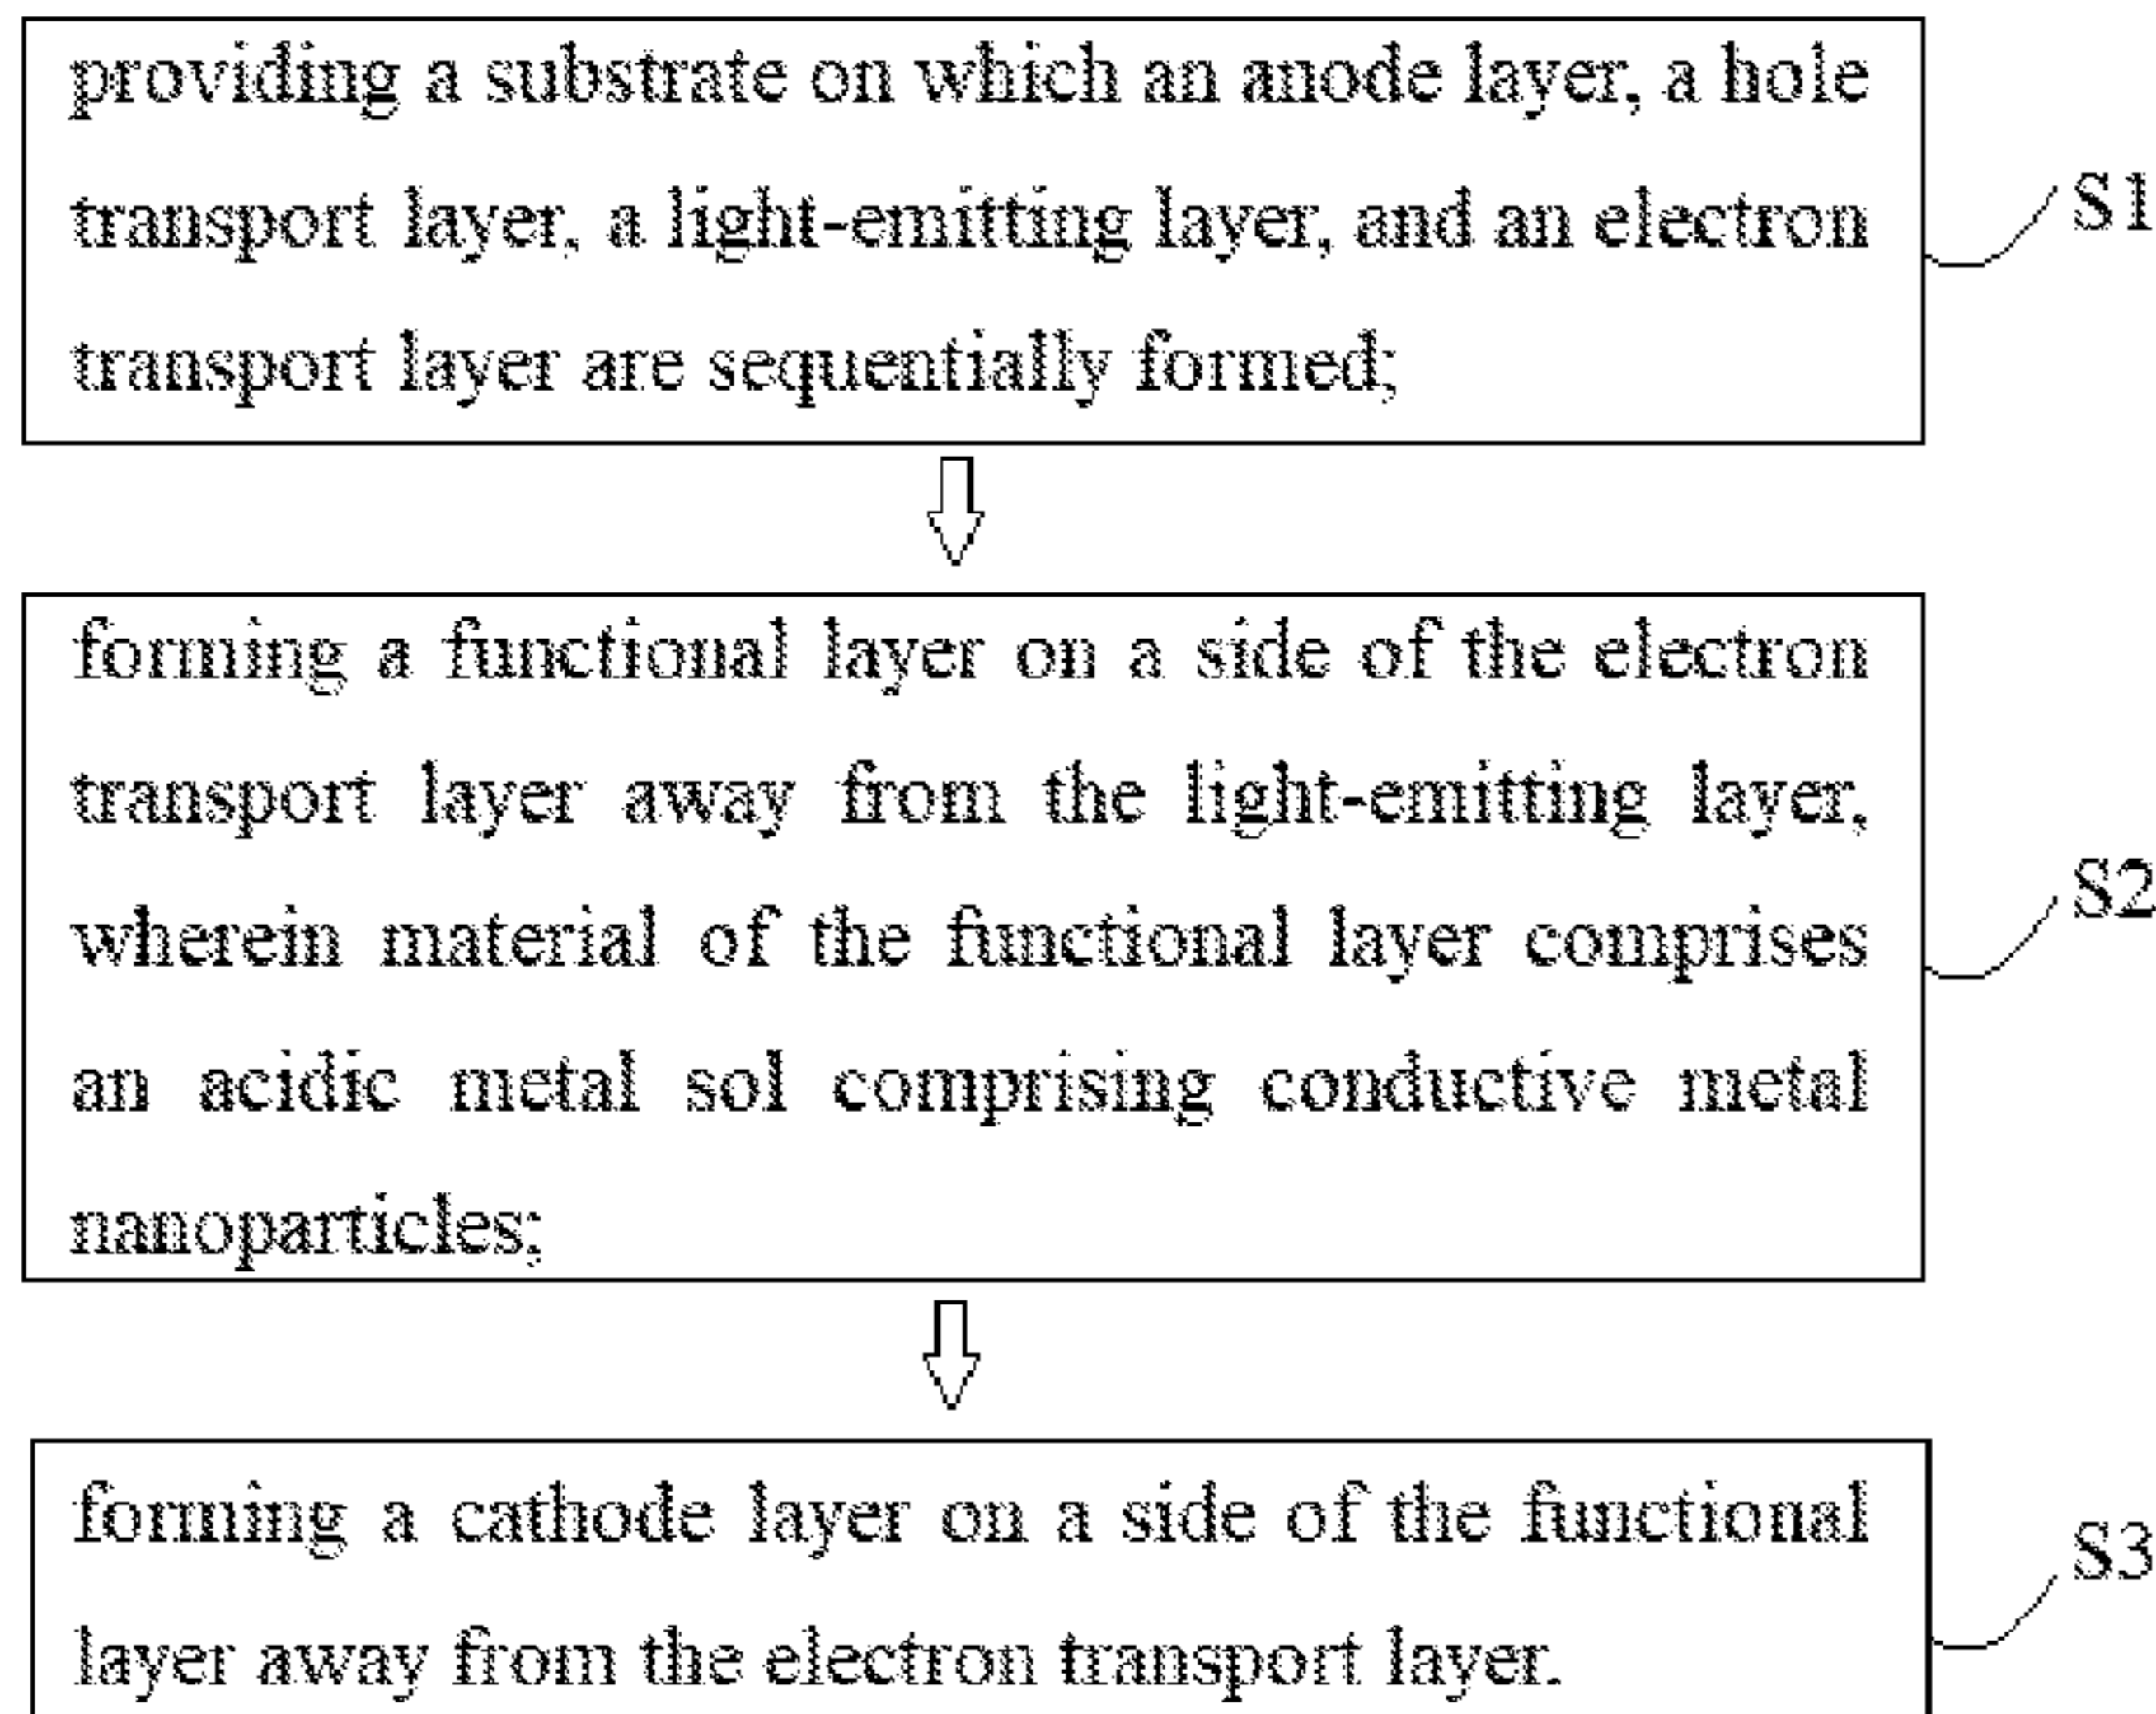 providing a substrate on which an anode layer, a hole
transport layer, a light-emitting layer, and an electron
transport layer are sequentially formed;
S1
forming a functional layer on a side of the electron
transport layer away from the light-emitting layer,
wherein material of the functional layer comprises
an acidic metal sol comprising conductive metal
nanoparticles;
S2
forming a cathode layer on a side of the functional
layer away from the electron transport layer.
S3